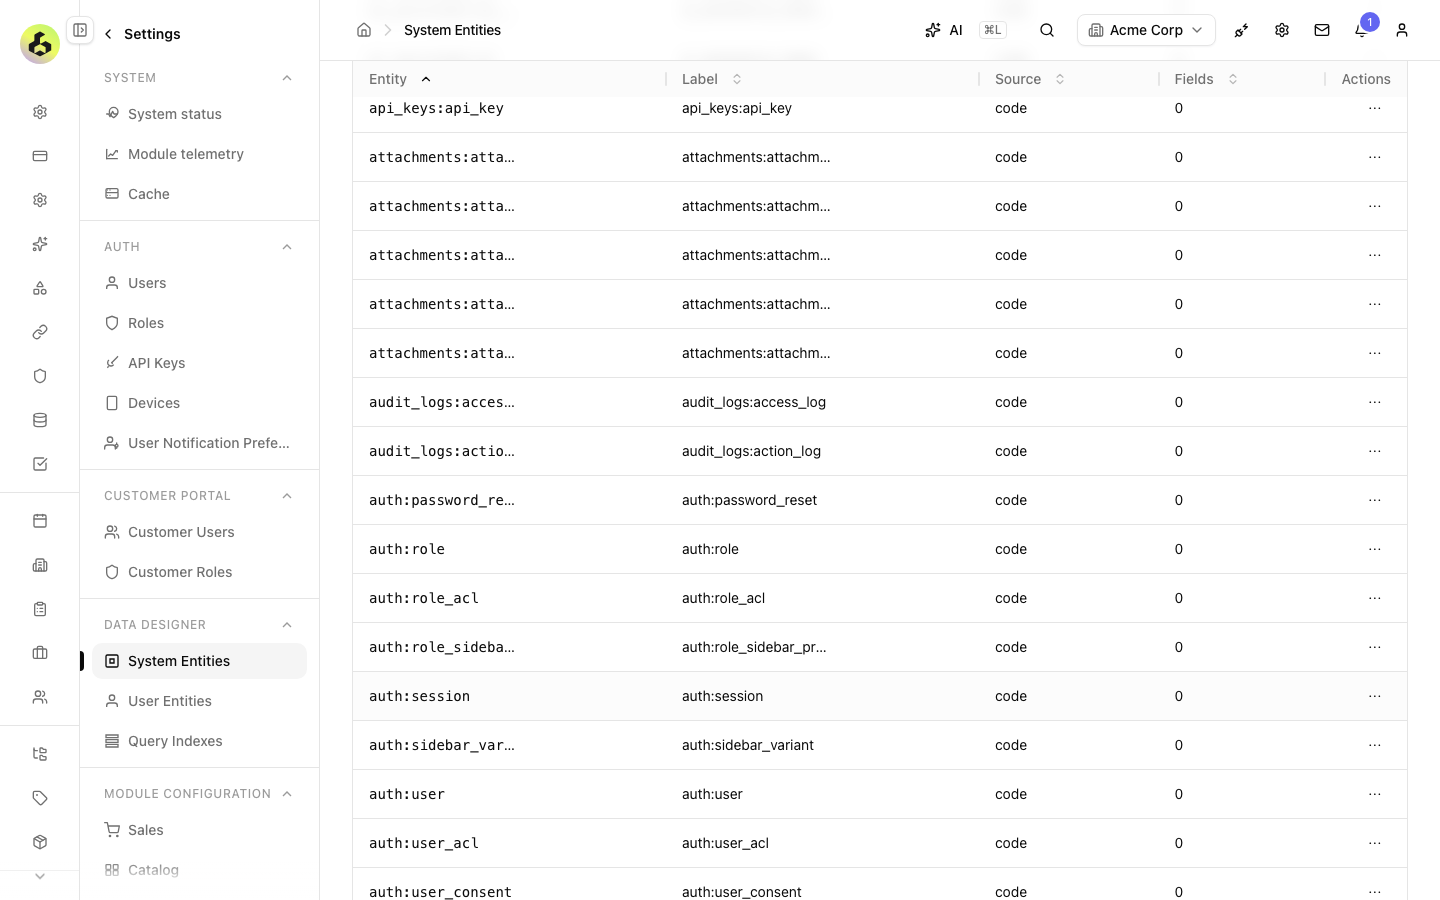 Settings
System Entities
AI
⌘L
Acme Corp
1
SYSTEM
System status
Module telemetry
Cache
AUTH
Users
Roles
API Keys
Devices
User Notification Prefe...
CUSTOMER PORTAL
Customer Users
Customer Roles
DATA DESIGNER
System Entities
User Entities
Query Indexes
MODULE CONFIGURATION
Sales
Catalog
Entity Label Source Fields Actions
api_keys:api_key api_keys:api_key code 0 ...
attachments:atta... attachments:attachm... code 0 ...
attachments:atta... attachments:attachm... code 0 ...
attachments:atta... attachments:attachm... code 0 ...
attachments:atta... attachments:attachm... code 0 ...
attachments:atta... attachments:attachm... code 0 ...
audit_logs:acces... audit_logs:access_log code 0 ...
audit_logs:actio... audit_logs:action_log code 0 ...
auth:password_re... auth:password_reset code 0 ...
auth:role auth:role code 0 ...
auth:role_acl auth:role_acl code 0 ...
auth:role_sideba... auth:role_sidebar_pr... code 0 ...
auth:session auth:session code 0 ...
auth:sidebar_var... auth:sidebar_variant code 0 ...
auth:user auth:user code 0 ...
auth:user_acl auth:user_acl code 0 ...
auth:user_consent auth:user_consent code 0 ...